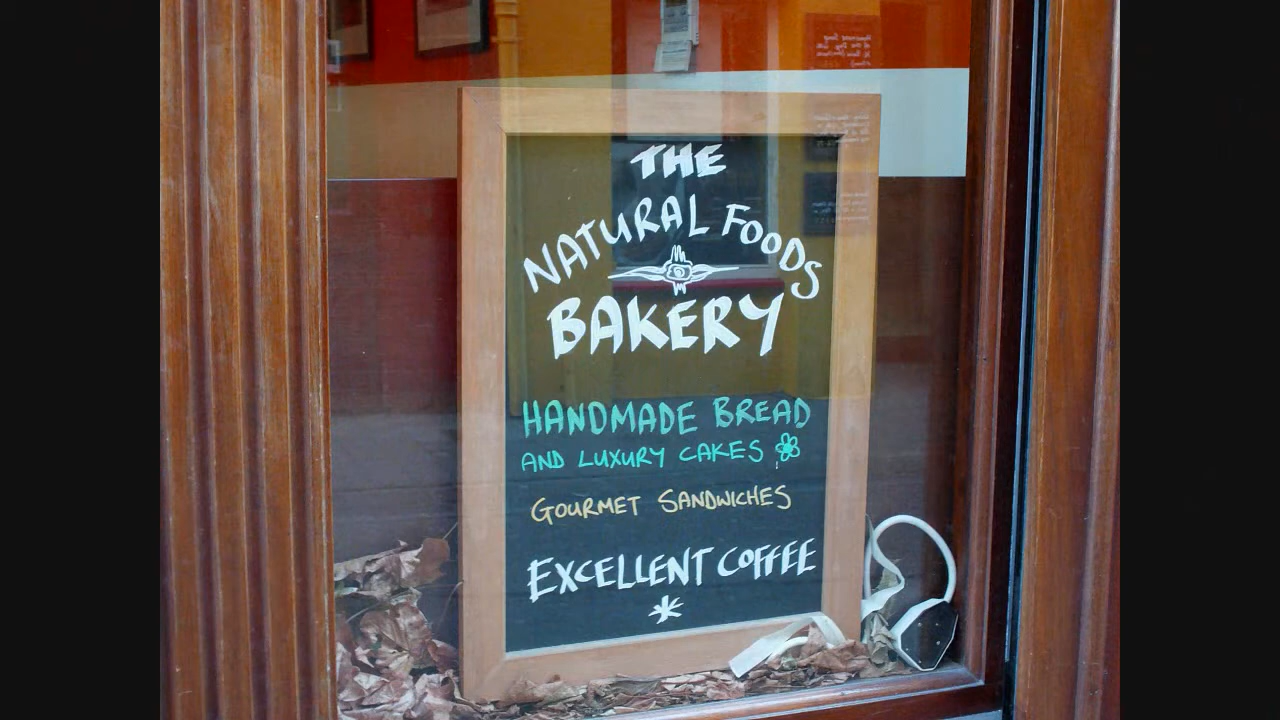 THE
NATURAL FOODS
BAKERY
HANDMADE BREAD
AND LUXURY CAKES
GOURMET SANDWICHES
EXCELLENT COFFEE